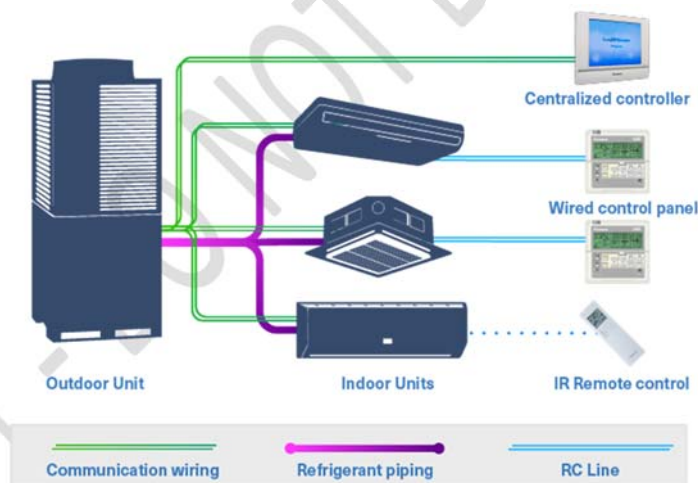 Centralized controller
Wired control panel
Outdoor Unit
Indoor Units
IR Remote control
Communication wiring
Refrigerant piping
RC Line